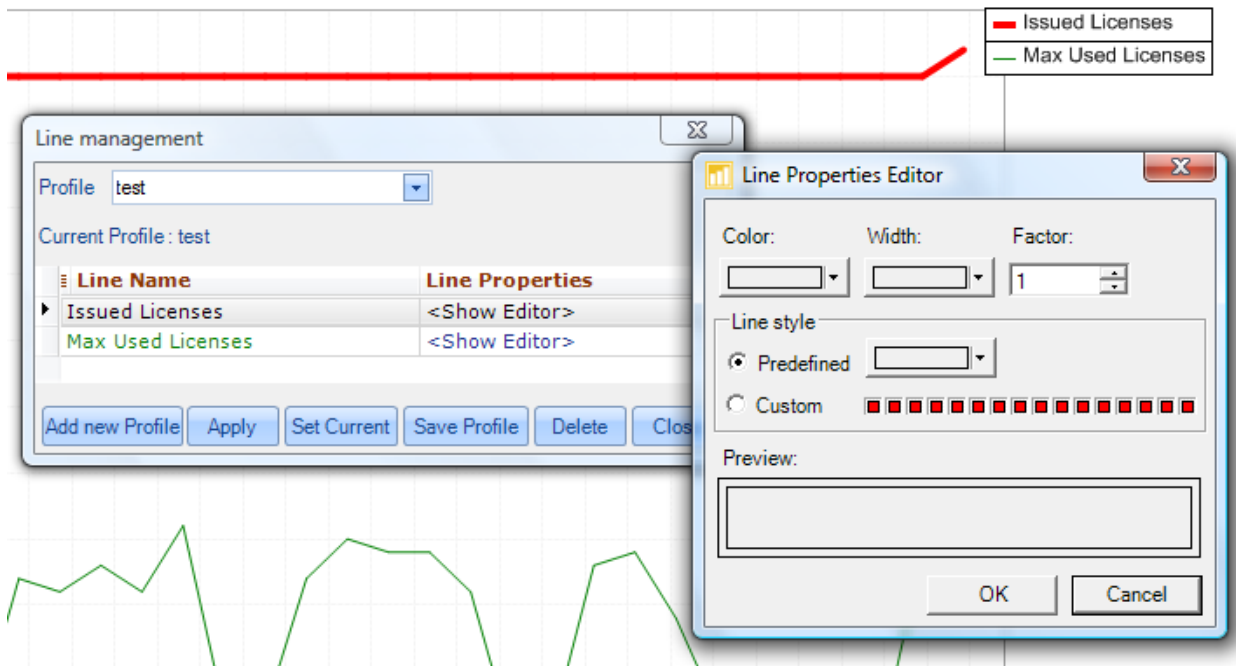 Issued Licenses
Max Used Licenses
Line management
Profile test
Current Profile : test
Line Name Line Properties
Issued Licenses <Show Editor>
Max Used Licenses <Show Editor>
Add new Profile Apply Set Current Save Profile Delete Clos
Line Properties Editor
Color: Width: Factor:
1
Line style
Predefined
Custom
Preview:
OK Cancel